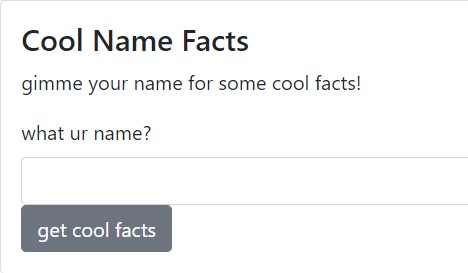 Cool Name Facts
gimme your name for some cool facts!
what ur name?
get cool facts